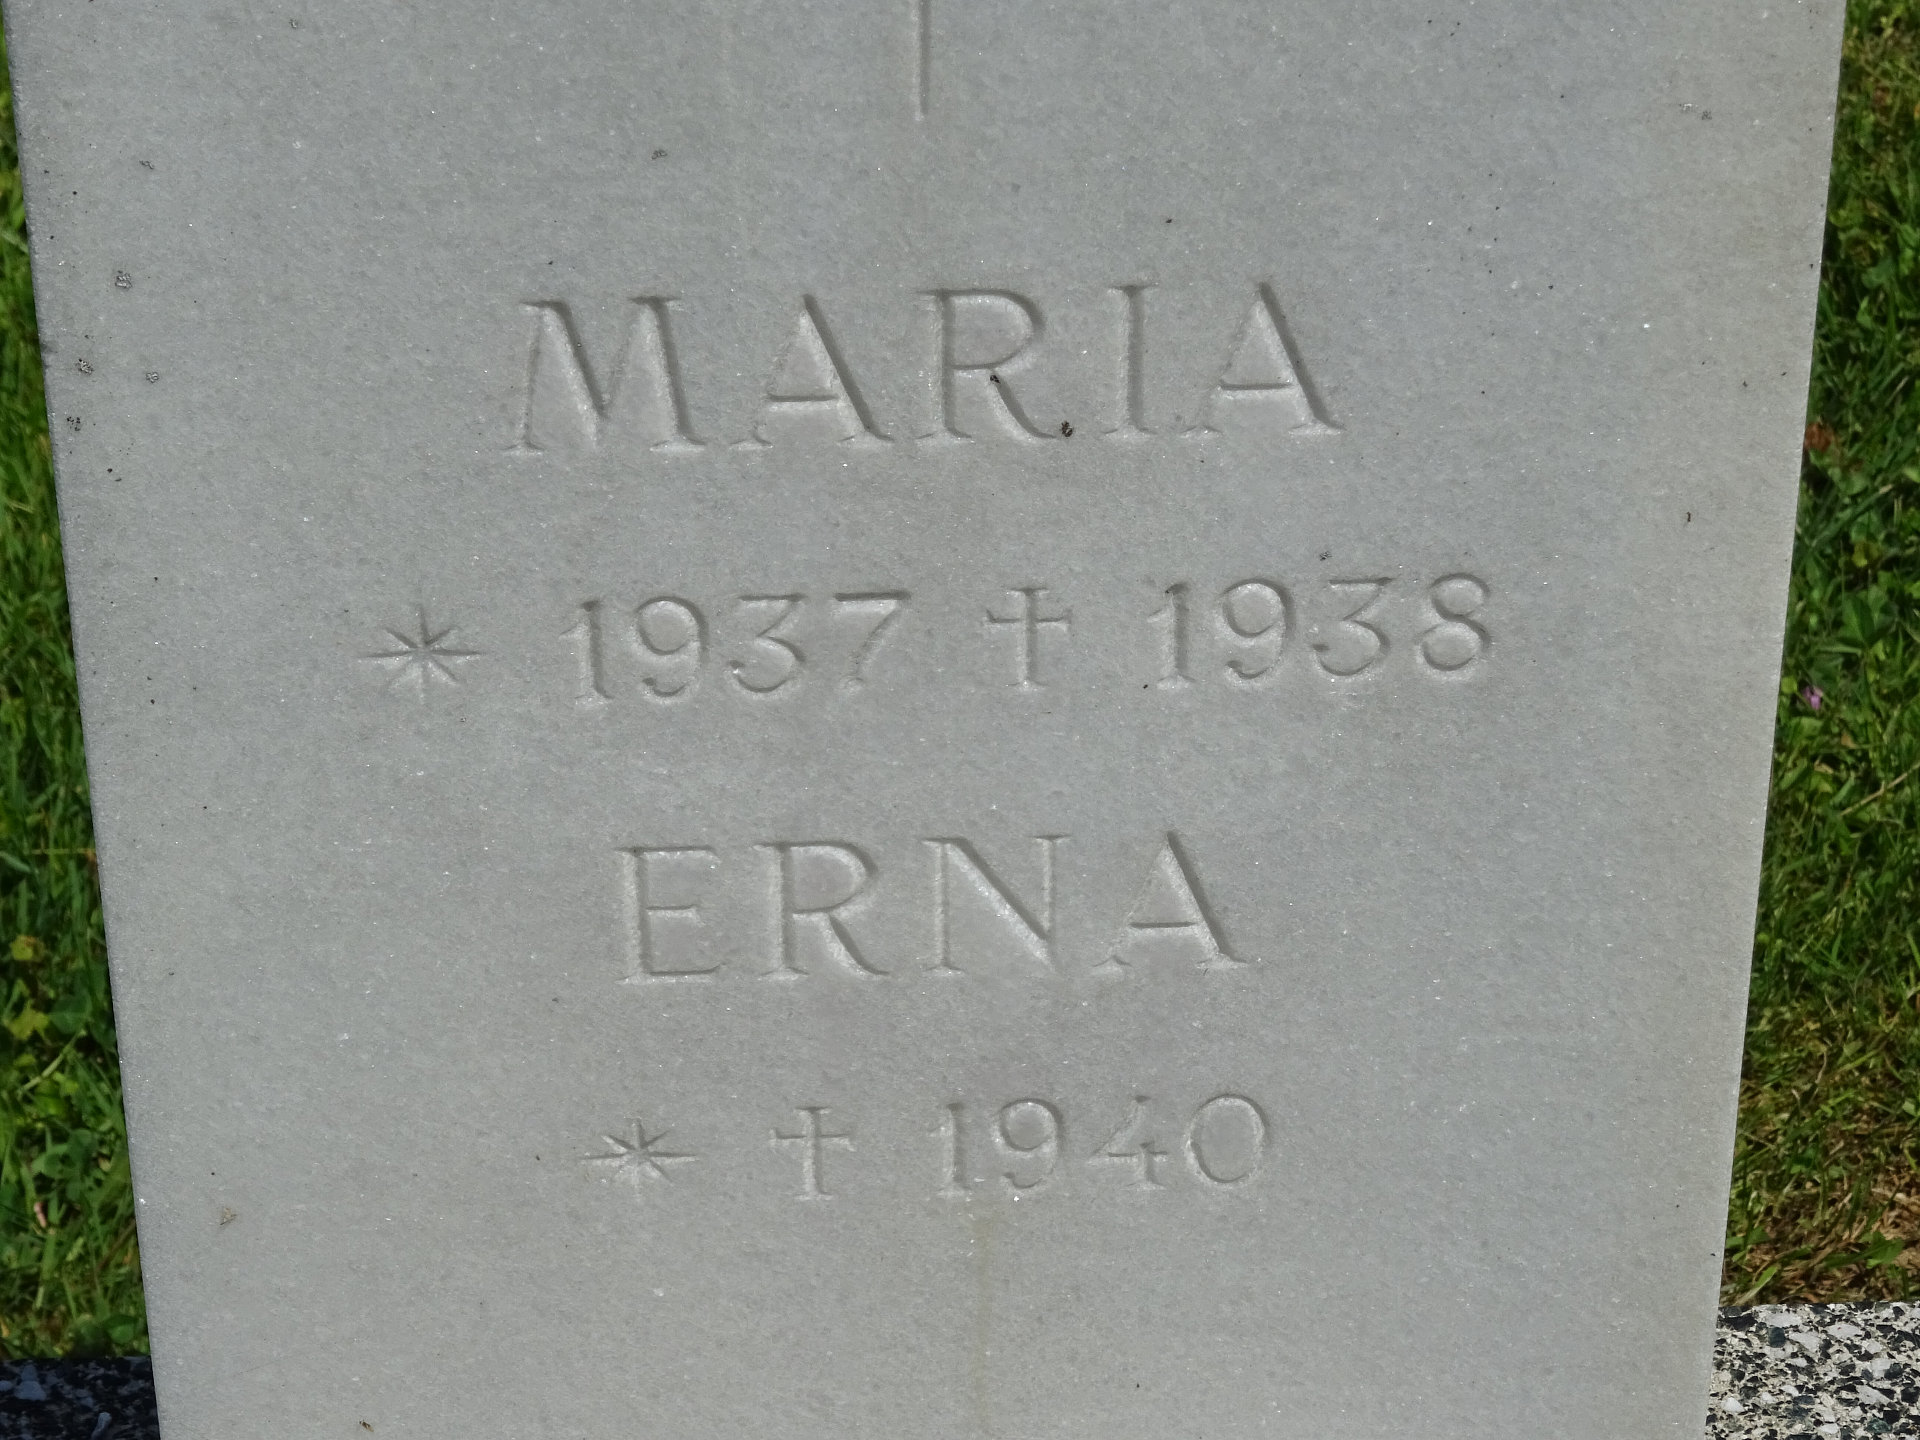 MARIA
* 1937 † 1938
ERNA
* † 1940